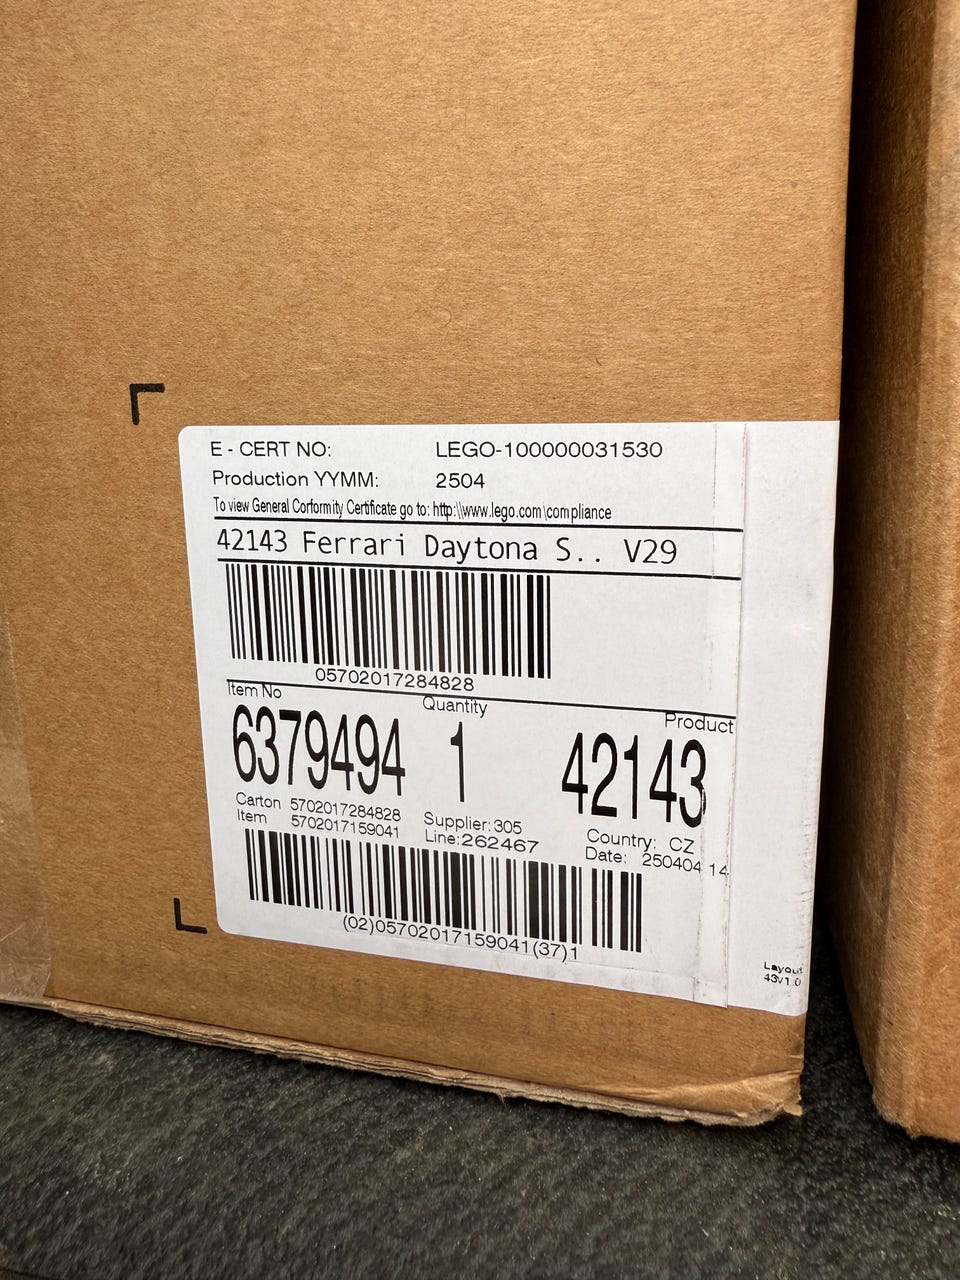 E - CERT NO: LEGO-100000031530
Production YYMM: 2504
To view General Corformity Certificate go to: http:\\www.lego.com\compliance
42143 Ferrari Daytona S.. V29
05702017284828
Item No Quantity Product
6379494 1 42143
Carton 5702017284828 Supplier:305 Country: CZ
Item 5702017159041 Line:262467 Date: 250404 14
(02)05702017159041(37)1
Layout
43v1.0